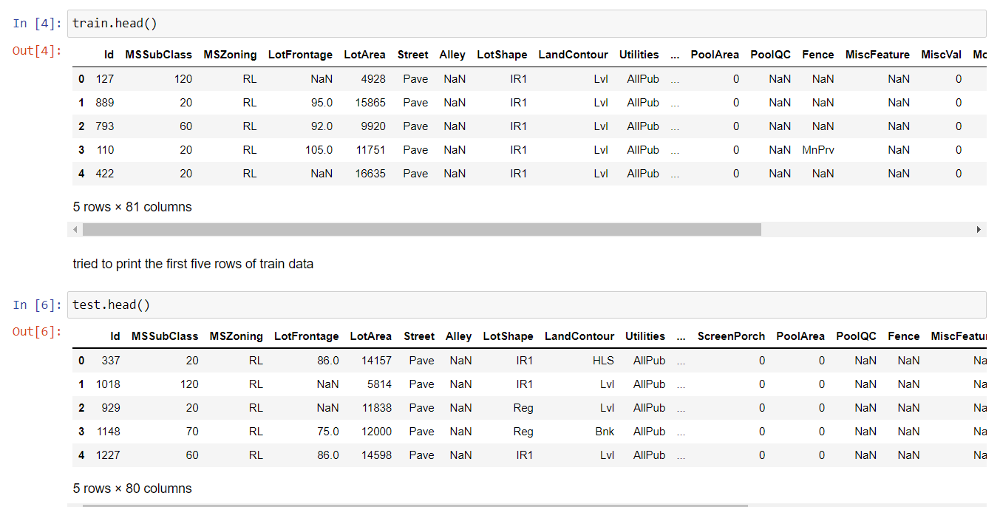 In [4]: train.head()
Out[4]:
Id MSSubClass MSZoning LotFrontage LotArea Street Alley LotShape LandContour Utilities ... PoolArea PoolQC Fence MiscFeature MiscVal Mo
0 127 120 RL NaN 4928 Pave NaN IR1 Lvl AllPub ... 0 NaN NaN NaN 0
1 889 20 RL 95.0 15865 Pave NaN IR1 Lvl AllPub ... 0 NaN NaN NaN 0
2 793 60 RL 92.0 9920 Pave NaN IR1 Lvl AllPub ... 0 NaN NaN NaN 0
3 110 20 RL 105.0 11751 Pave NaN IR1 Lvl AllPub ... 0 NaN MnPrv NaN 0
4 422 20 RL NaN 16635 Pave NaN IR1 Lvl AllPub ... 0 NaN NaN NaN 0
5 rows × 81 columns
tried to print the first five rows of train data
In [6]: test.head()
Out[6]:
Id MSSubClass MSZoning LotFrontage LotArea Street Alley LotShape LandContour Utilities ... ScreenPorch PoolArea PoolQC Fence MiscFeatur
0 337 20 RL 86.0 14157 Pave NaN IR1 HLS AllPub ... 0 0 NaN NaN Na
1 1018 120 RL NaN 5814 Pave NaN IR1 Lvl AllPub ... 0 0 NaN NaN Na
2 929 20 RL NaN 11838 Pave NaN Reg Lvl AllPub ... 0 0 NaN NaN Na
3 1148 70 RL 75.0 12000 Pave NaN Reg Bnk AllPub ... 0 0 NaN NaN Na
4 1227 60 RL 86.0 14598 Pave NaN IR1 Lvl AllPub ... 0 0 NaN NaN Na
5 rows × 80 columns